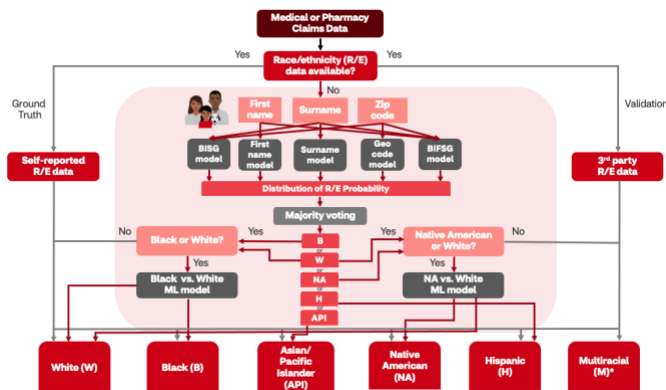 Medical or Pharmacy
Claims Data
Yes
Race/ethnicity (R/E)
data available?
Yes
No
Ground
Truth
Validation
First
name
Surname
Zip
code
Self-reported
R/E data
BISG
model
First
name
model
Surname
model
Geo
code
model
BIFSG
model
3rd party
R/E data
Distribution of R/E Probability
Majority voting
No
Black or White?
Yes
B
or
W
or
NA
or
H
or
API
Yes
Native American
or White?
No
Yes
Black vs. White
ML model
Yes
NA vs. White
ML model
White (W)
Black (B)
Asian/
Pacific
Islander
(API)
Native
American
(NA)
Hispanic
(H)
Multiracial
(M)*